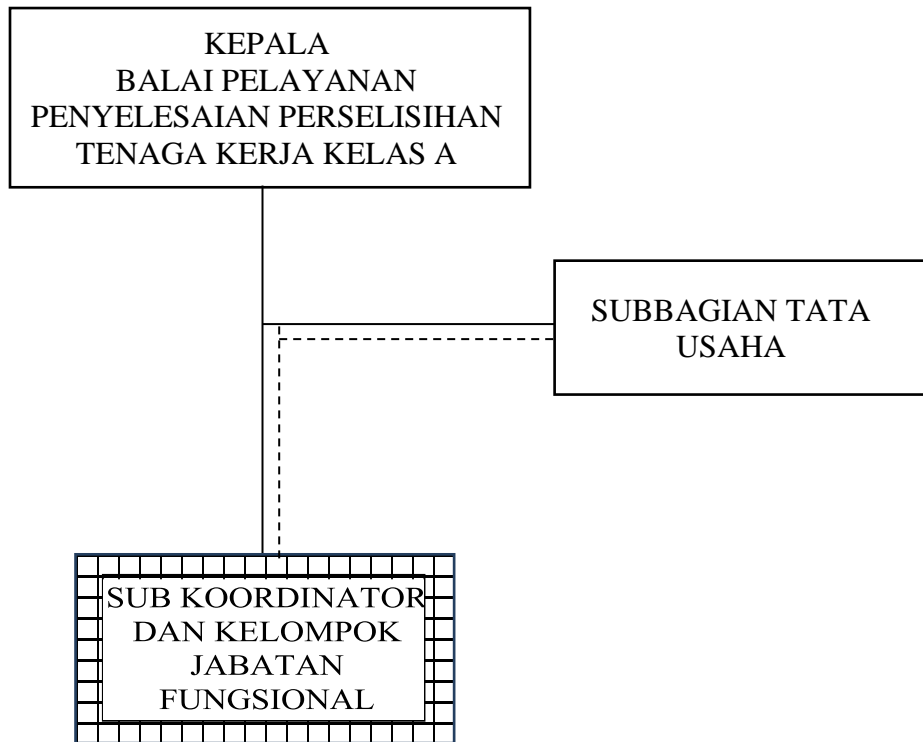 KEPALA
BALAI PELAYANAN
PENYELESAIAN PERSELISIHAN
TENAGA KERJA KELAS A
SUBBAGIAN TATA
USAHA
SUB KOORDINATOR
DAN KELOMPOK
JABATAN
FUNGSIONAL